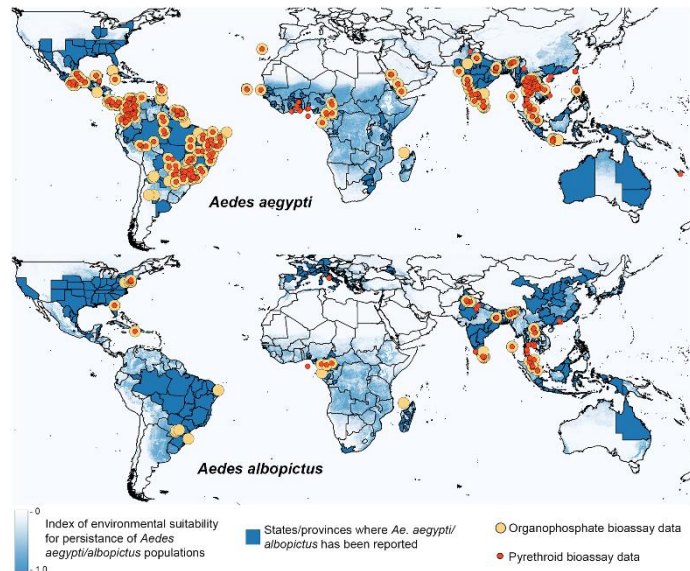 Aedes aegypti
Aedes albopictus
0
Index of environmental suitability
for persistance of Aedes
aegypti/albopictus populations
1.0
States/provinces where Ae. aegypti/
albopictus has been reported
Organophosphate bioassay data
Pyrethroid bioassay data